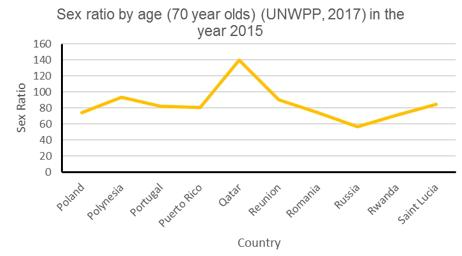 Sex ratio by age (70 year olds) (UNWPP, 2017) in the
year 2015
160
140
120
100
80
60
40
20
0
Sex Ratio
Poland
Polynesia
Portugal
Puerto Rico
Qatar
Reunion
Romania
Russia
Rwanda
Saint Lucia
Country